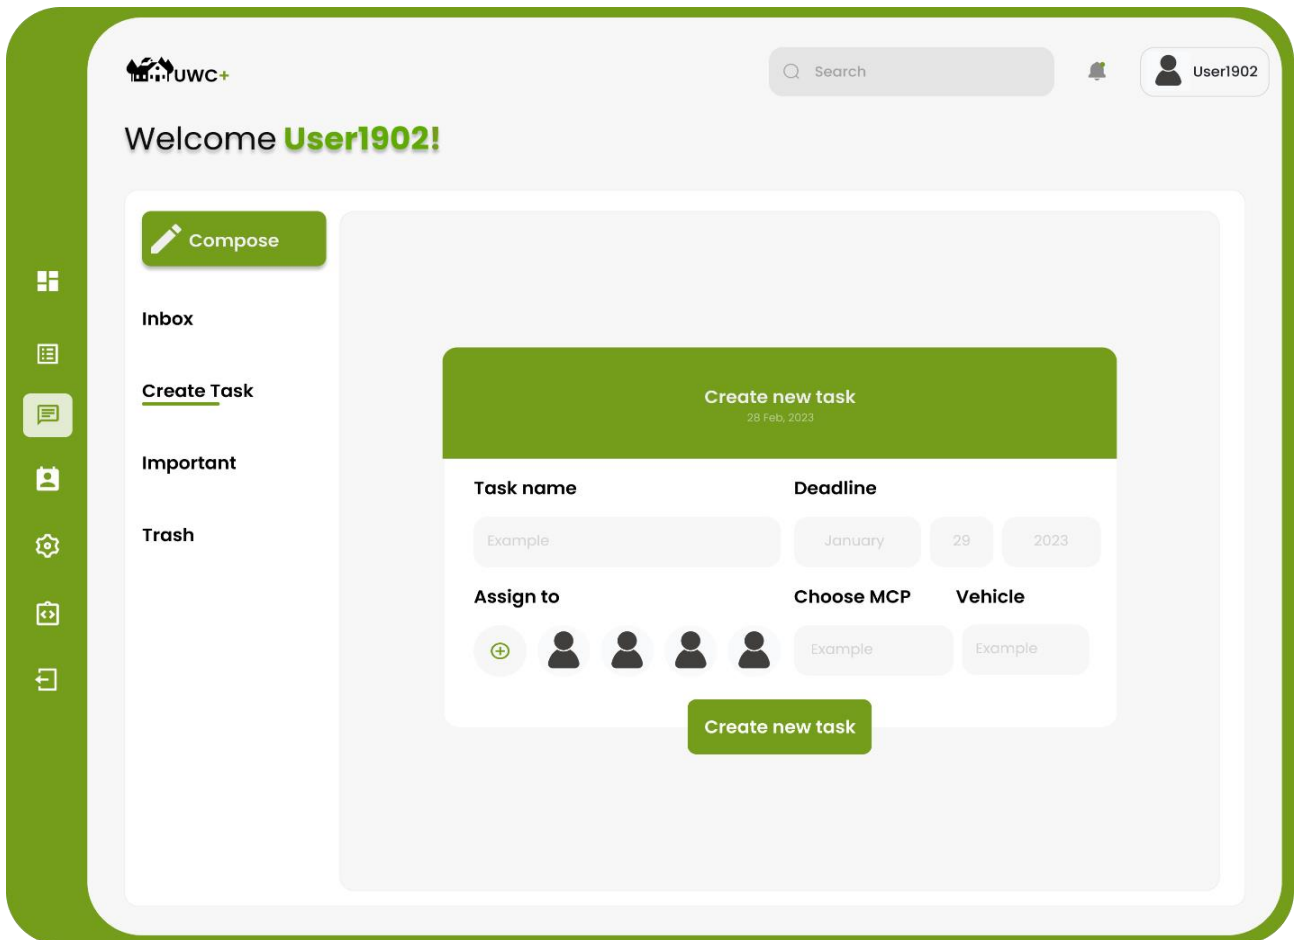 UWC+
Search
User1902
Welcome User1902!
Compose
Inbox
Create Task
Important
Trash
Create new task
28 Feb, 2023
Task name
Deadline
Example
January
29
2023
Assign to
Choose MCP
Vehicle
Example
Example
Create new task